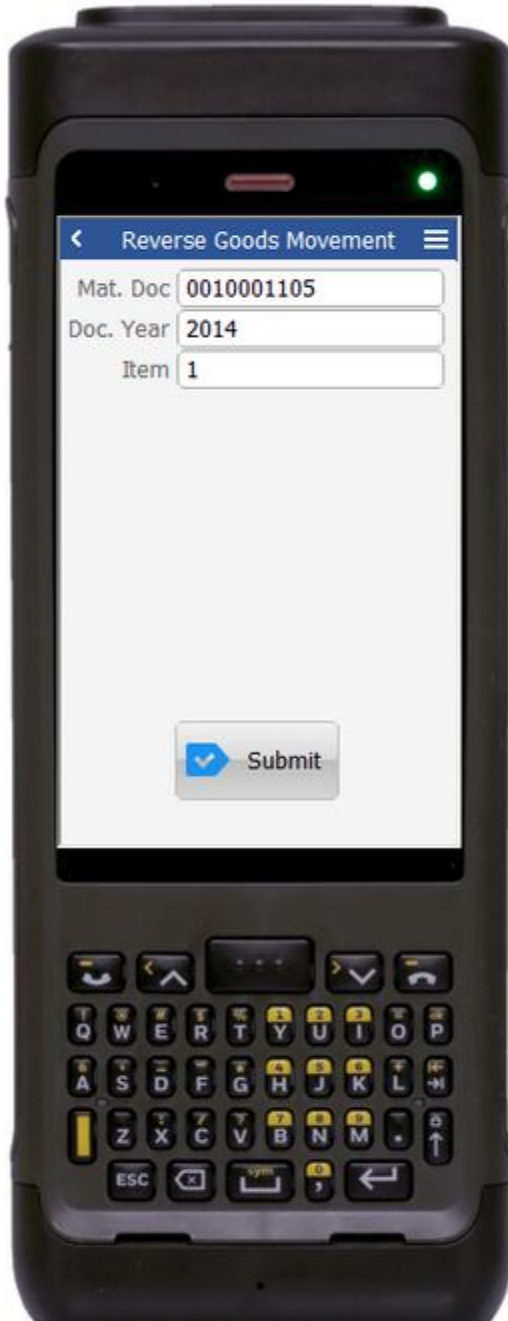 Reverse Goods Movement
Mat. Doc 0010001105
Doc. Year 2014
Item 1
Submit
Q W E R T Y U I O P
A S D F G H J K L
Z X C V B N M .
ESC sym ,